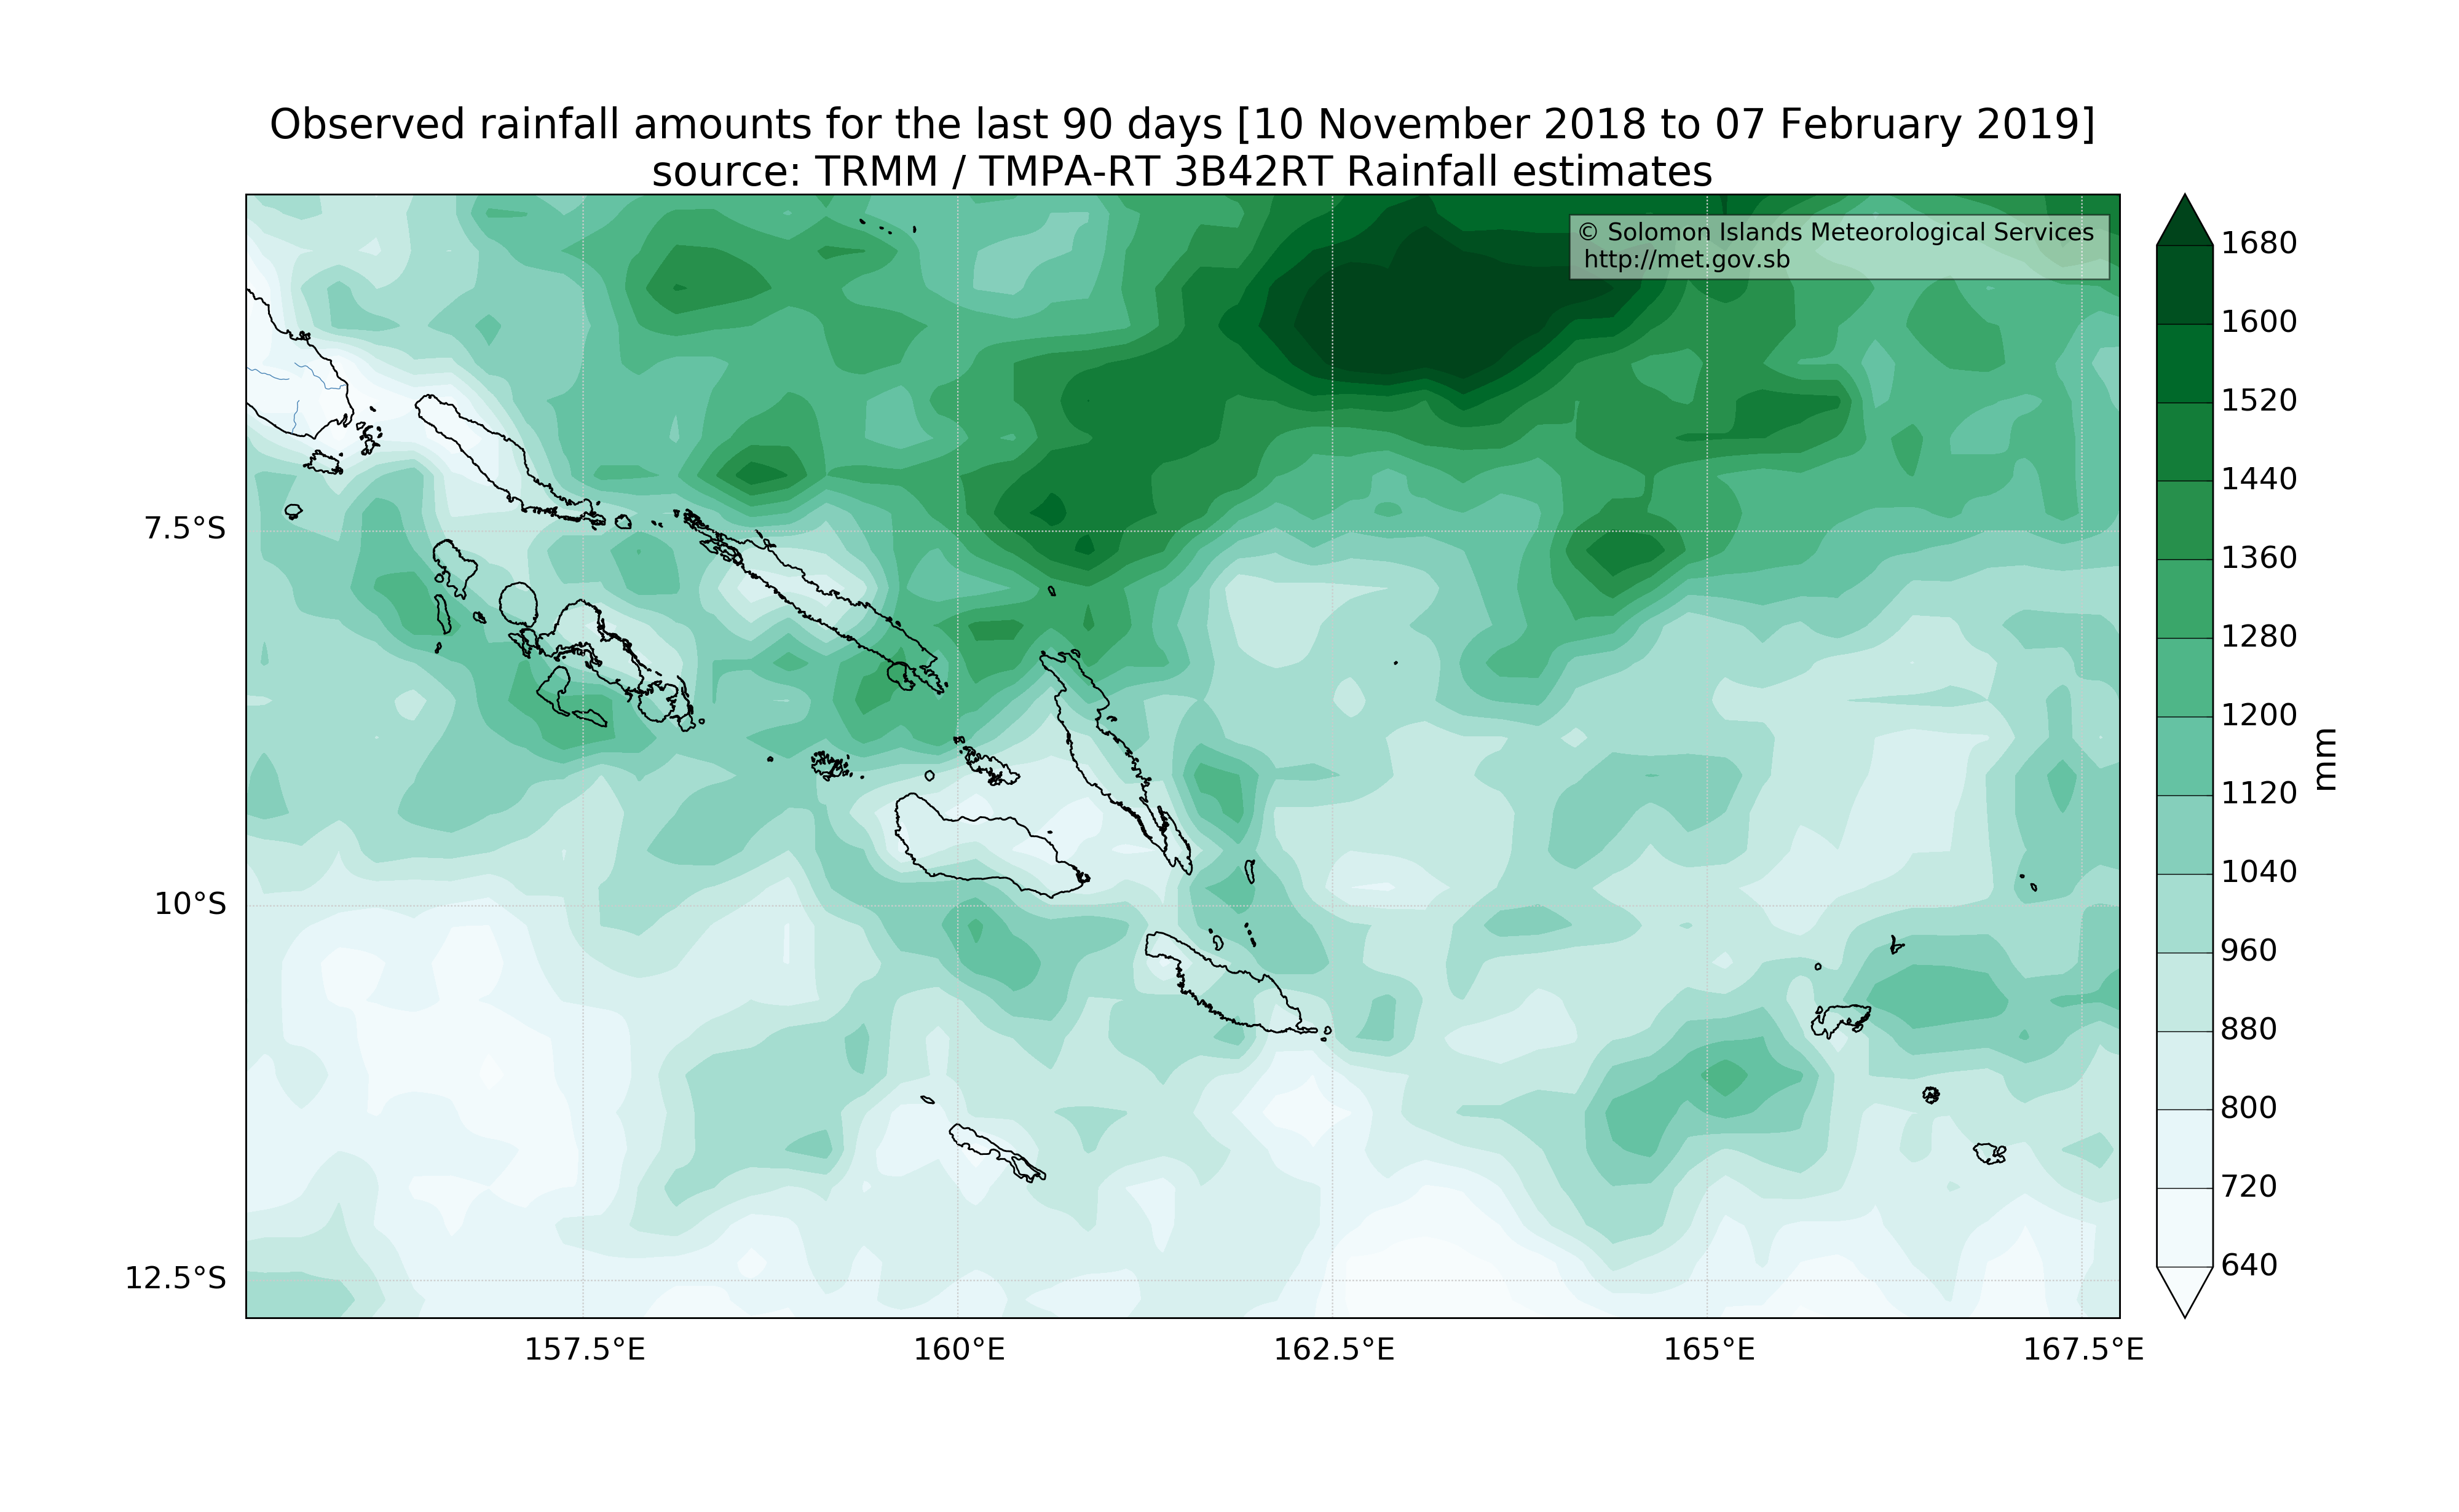 Observed rainfall amounts for the last 90 days [10 November 2018 to 07 February 2019]
source: TRMM / TMPA-RT 3B42RT Rainfall estimates
© Solomon Islands Meteorological Services
http://met.gov.sb
7.5°S
10°S
12.5°S
157.5°E
160°E
162.5°E
165°E
167.5°E
1680
1600
1520
1440
1360
1280
1200
1120
1040
960
880
800
720
640
mm